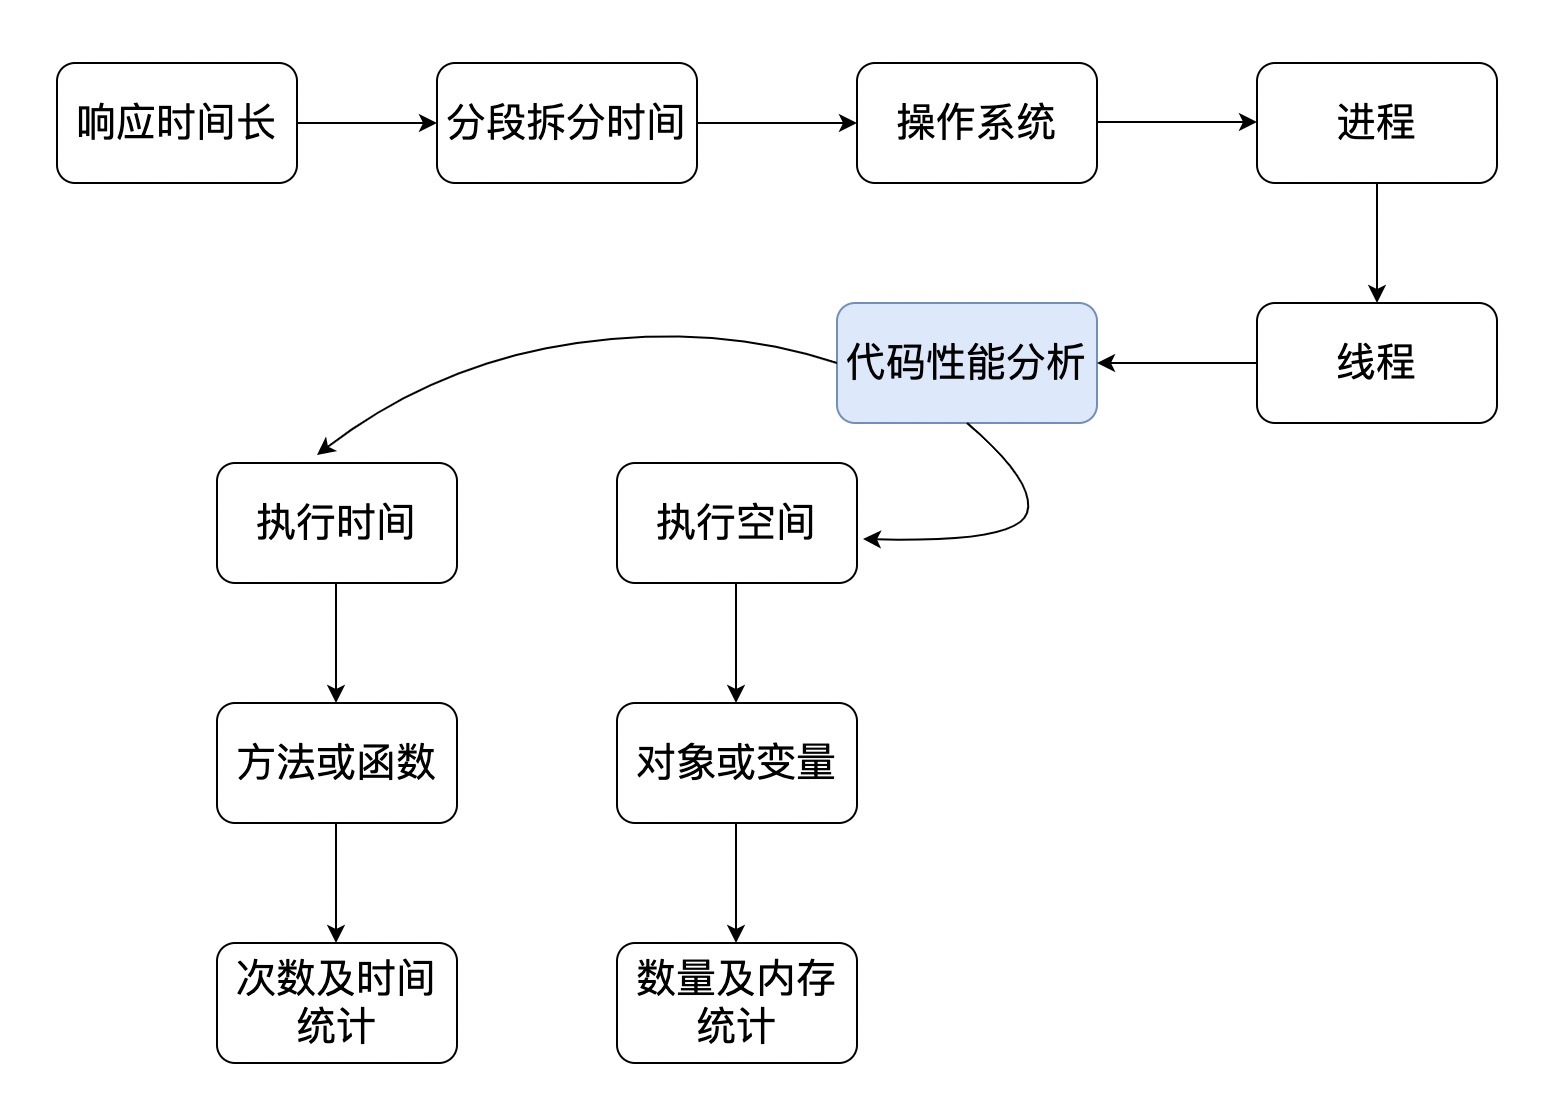 响应时间长
分段拆分时间
操作系统
进程
线程
代码性能分析
执行时间
执行空间
方法或函数
对象或变量
次数及时间
统计
数量及内存
统计